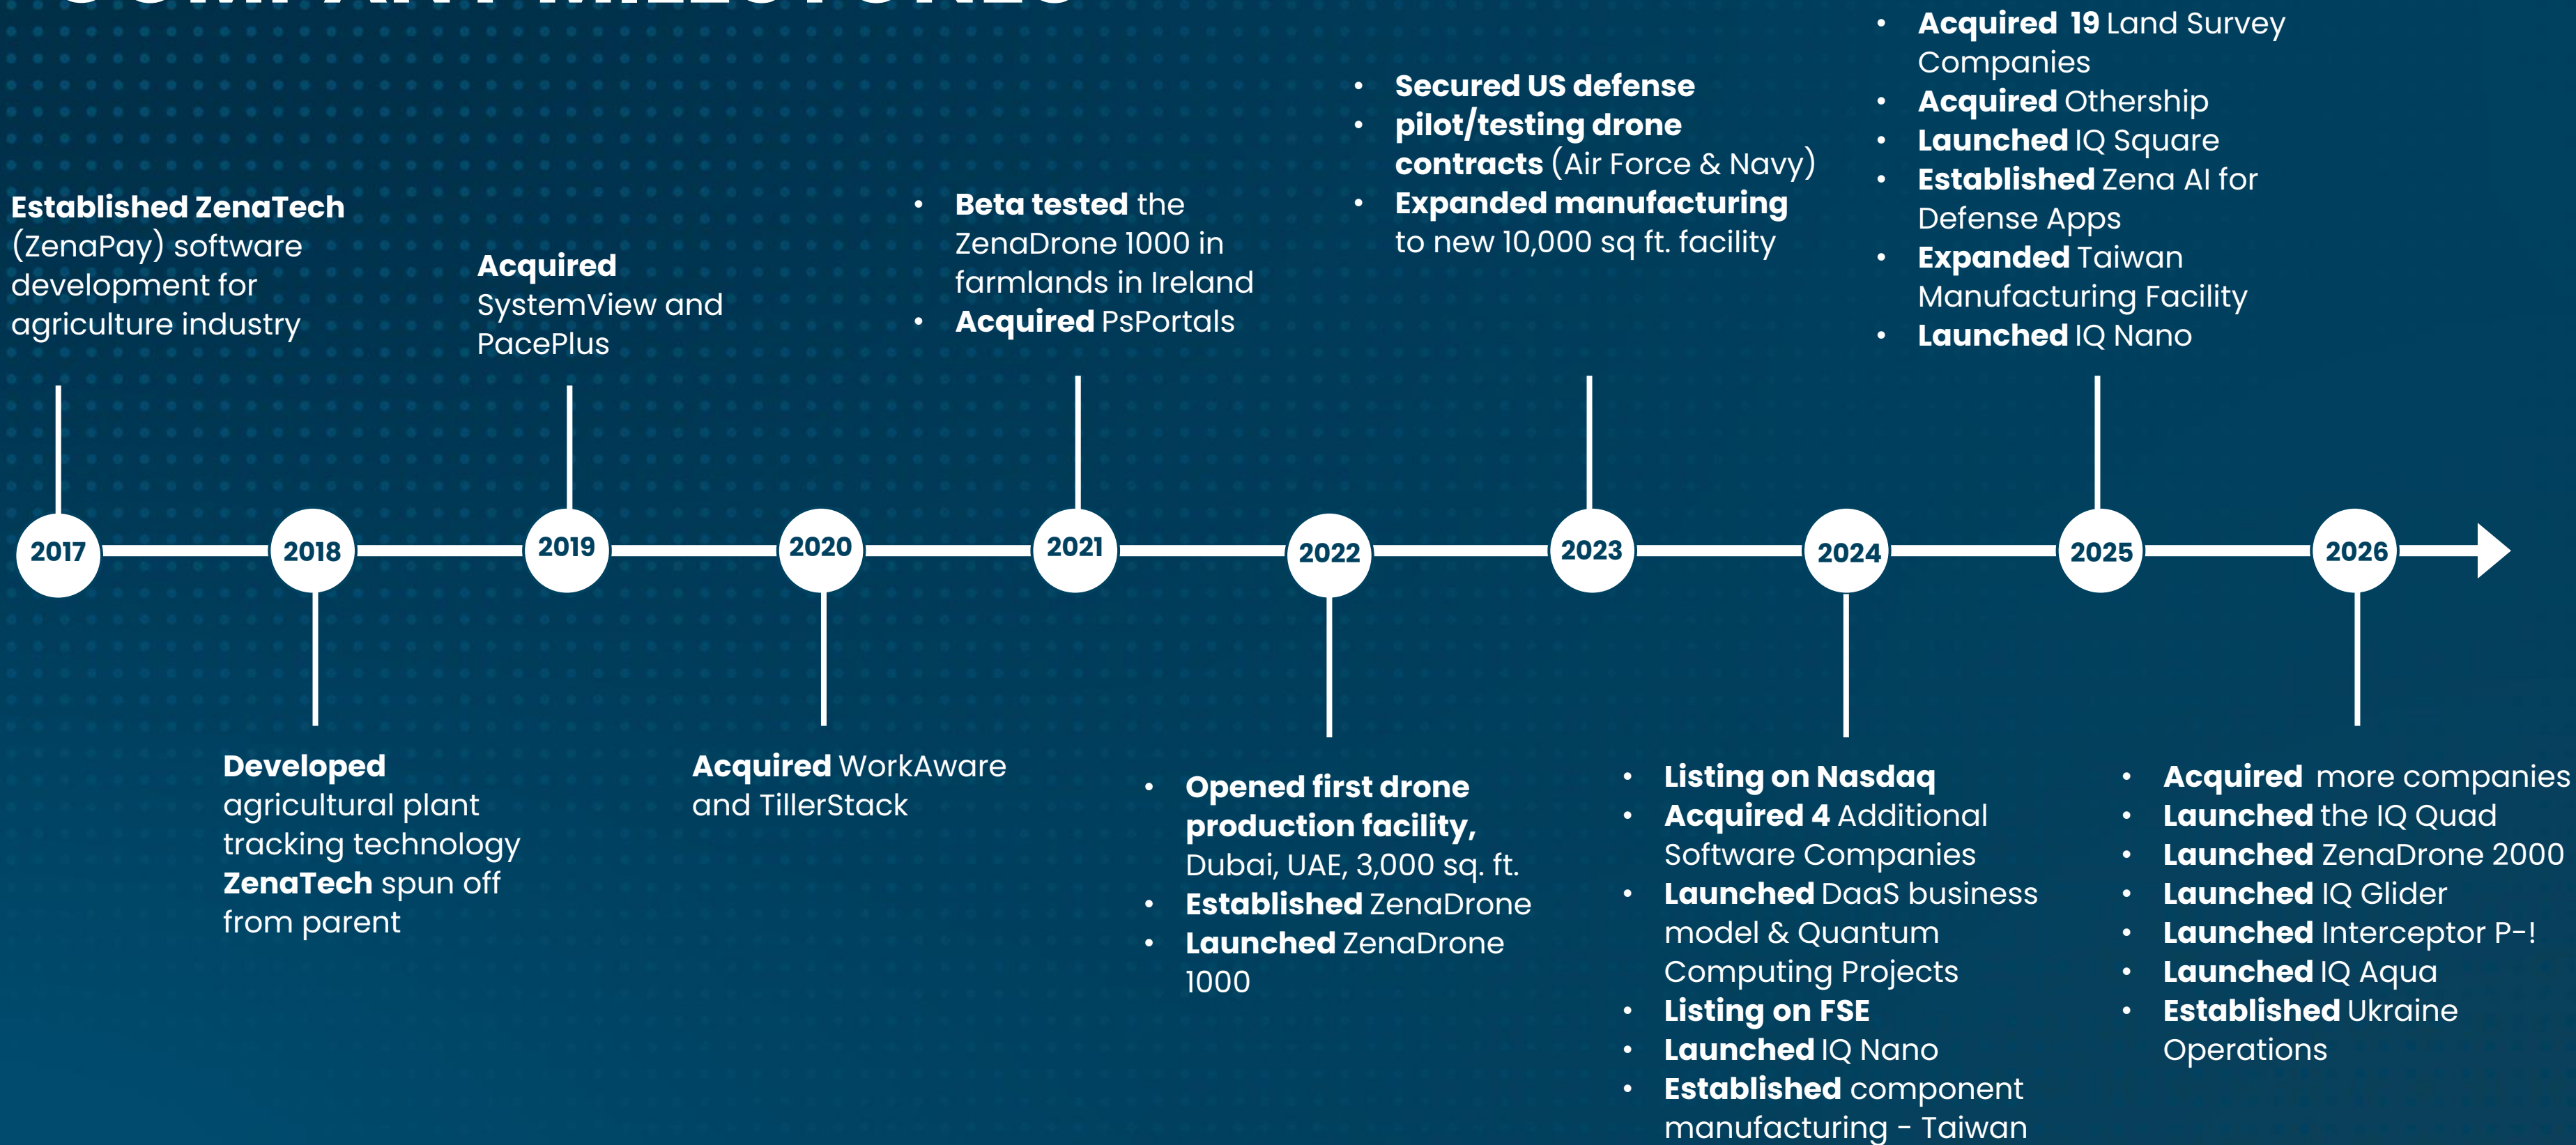 COMPANY MILESTONES
Established ZenaTech
(ZenaPay) software
development for
agriculture industry
Acquired
SystemView and
PacePlus
• Beta tested the
ZenaDrone 1000 in
farmlands in Ireland
• Acquired PsPortals
• Secured US defense
• pilot/testing drone
contracts (Air Force & Navy)
• Expanded manufacturing
to new 10,000 sq ft. facility
• Acquired 19 Land Survey
Companies
• Acquired Othership
• Launched IQ Square
• Established Zena AI for
Defense Apps
• Expanded Taiwan
Manufacturing Facility
• Launched IQ Nano
2017
2018
2019
2020
2021
2022
2023
2024
2025
2026
Developed
agricultural plant
tracking technology
ZenaTech spun off
from parent
Acquired WorkAware
and TillerStack
• Opened first drone
production facility,
Dubai, UAE, 3,000 sq. ft.
• Established ZenaDrone
• Launched ZenaDrone
1000
• Listing on Nasdaq
• Acquired 4 Additional
Software Companies
• Launched DaaS business
model & Quantum
Computing Projects
• Listing on FSE
• Launched IQ Nano
• Established component
manufacturing - Taiwan
• Acquired more companies
• Launched the IQ Quad
• Launched ZenaDrone 2000
• Launched IQ Glider
• Launched Interceptor P-!
• Launched IQ Aqua
• Established Ukraine
Operations